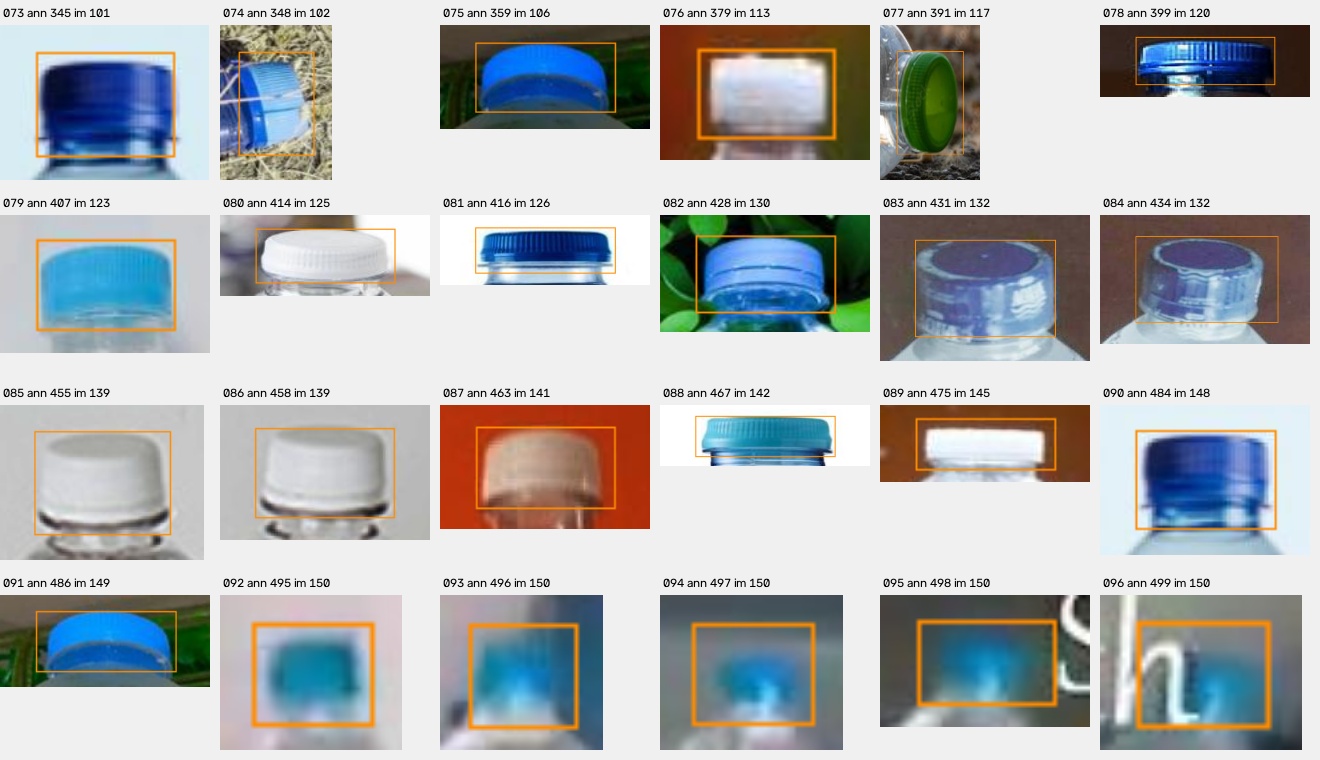 073 ann 345 im 101
074 ann 348 im 102
075 ann 359 im 106
076 ann 379 im 113
077 ann 391 im 117
078 ann 399 im 120
079 ann 407 im 123
080 ann 414 im 125
081 ann 416 im 126
082 ann 428 im 130
083 ann 431 im 132
084 ann 434 im 132
085 ann 455 im 139
086 ann 458 im 139
087 ann 463 im 141
088 ann 467 im 142
089 ann 475 im 145
090 ann 484 im 148
091 ann 486 im 149
092 ann 495 im 150
093 ann 496 im 150
094 ann 497 im 150
095 ann 498 im 150
096 ann 499 im 150
sh
h